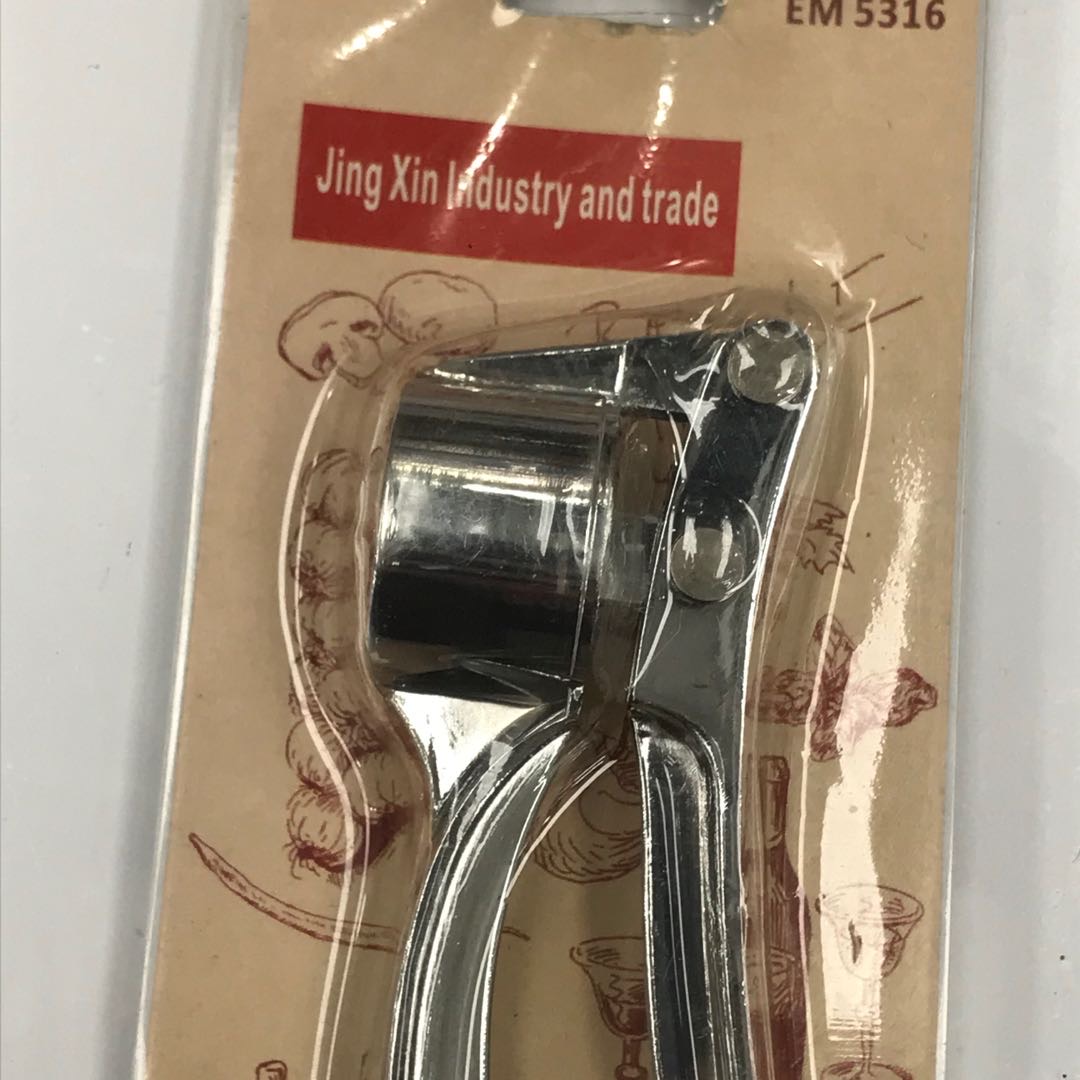 EM 5316
Jing Xin Industry and trade